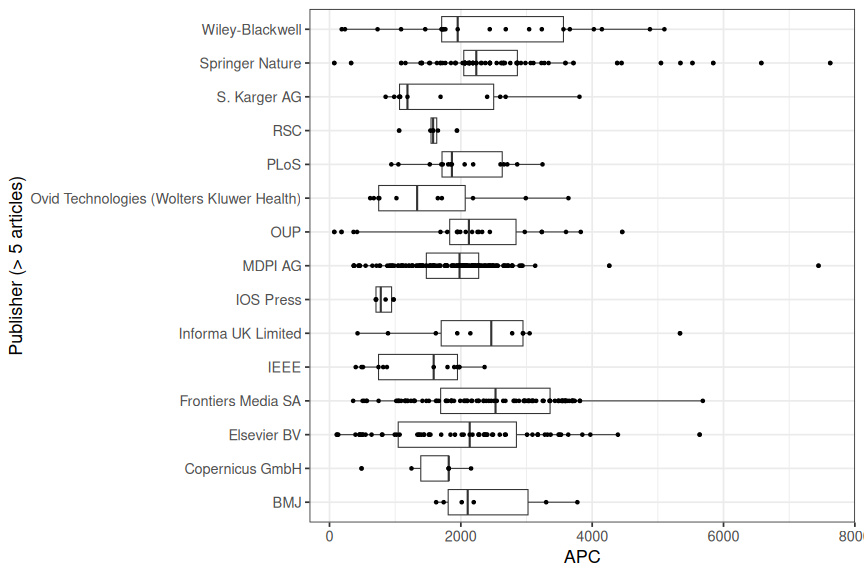 Publisher (> 5 articles)
Wiley-Blackwell
Springer Nature
S. Karger AG
RSC
PLoS
Ovid Technologies (Wolters Kluwer Health)
OUP
MDPI AG
IOS Press
Informa UK Limited
IEEE
Frontiers Media SA
Elsevier BV
Copernicus GmbH
BMJ
0 2000 4000 6000 800
APC